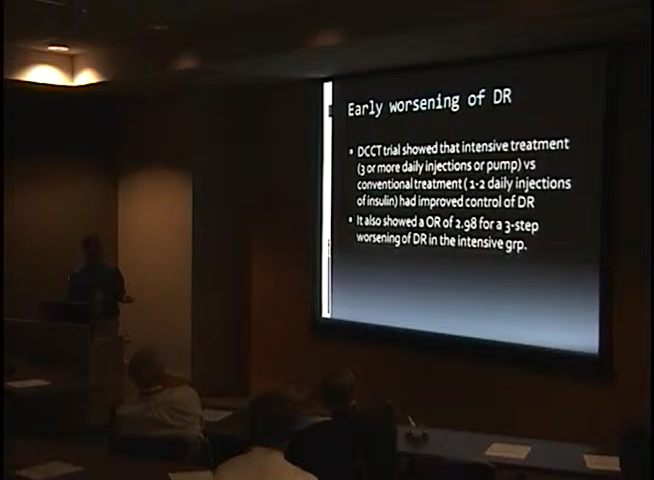 Early worsening of DR
• DCCT trial showed that intensive treatment
(3 or more daily injections or pump) vs
conventional treatment ( 1-2 daily injections
of insulin) had improved control of DR
• It also showed a OR of 2.98 for a 3-step
worsening of DR in the intensive grp.